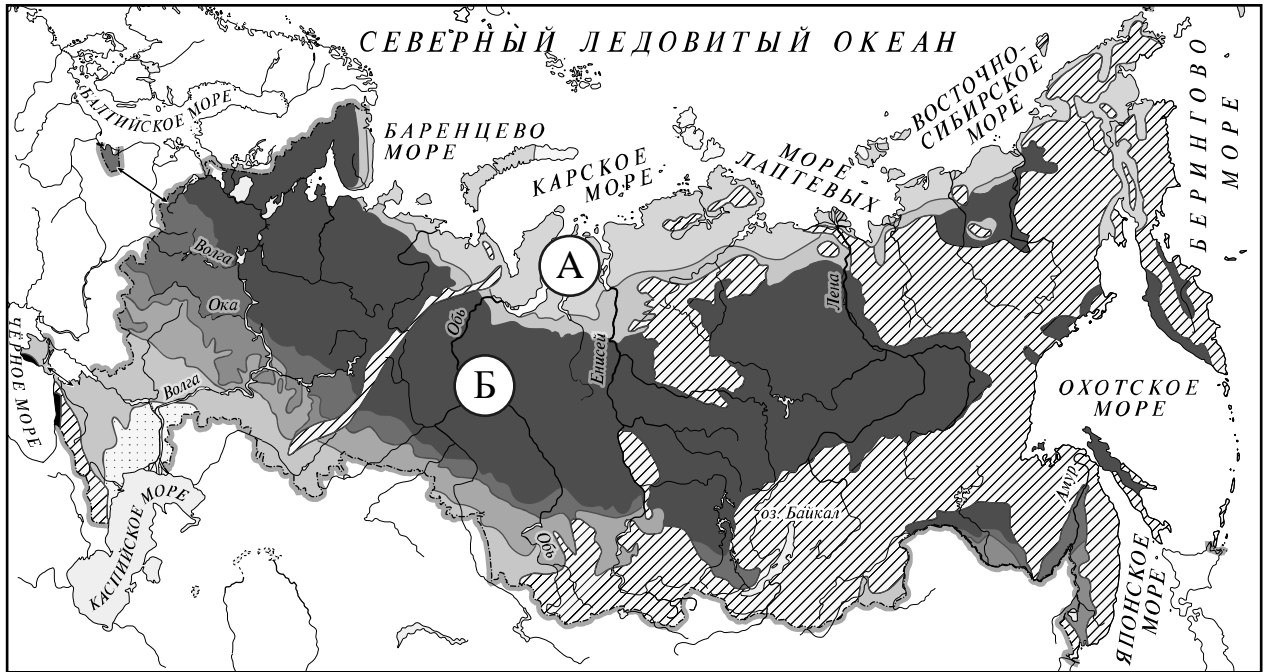 СЕВЕРНЫЙ ЛЕДОВИТЫЙ ОКЕАН
БАЛТИЙСКОЕ МОРЕ
БАРЕНЦЕВО
МОРЕ
КАРСКОЕ
МОРЕ
МОРЕ
ЛАПТЕВЫХ
ВОСТОЧНО-
СИБИРСКОЕ
МОРЕ
БЕРИНГОВО
МОРЕ
А
Волга
Ока
Обь
Енисей
Лена
Б
ЧЕРНОЕ МОРЕ
Волга
ОХОТСКОЕ
МОРЕ
КАСПИЙСКОЕ МОРЕ
Обь
оз. Байкал
Амур
ЯПОНСКОЕ
МОРЕ